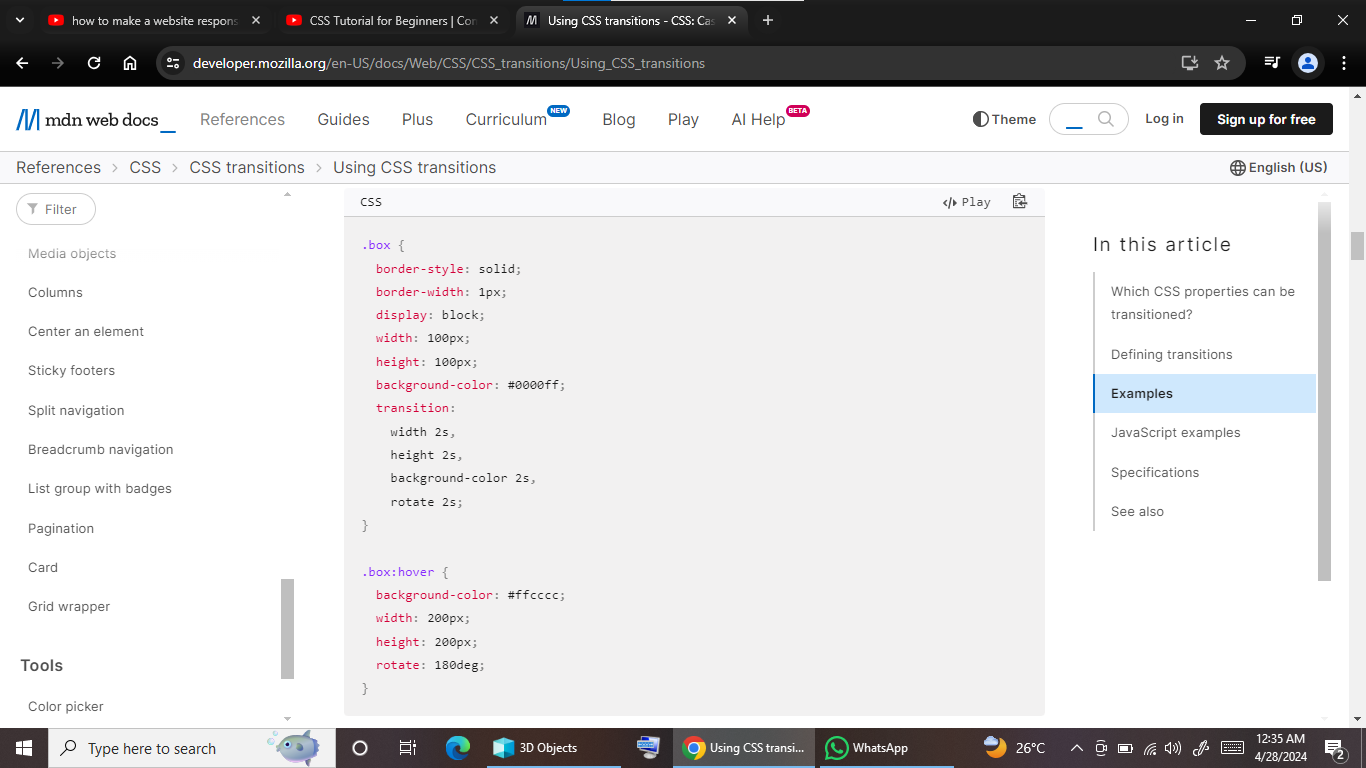 how to make a website respons
CSS Tutorial for Beginners | Con
Using CSS transitions - CSS: Cas
developer.mozilla.org/en-US/docs/Web/CSS/CSS_transitions/Using_CSS_transitions
mdn web docs
References
Guides
Plus
Curriculum NEW
Blog
Play
AI Help BETA
Theme
Log in
Sign up for free
References > CSS > CSS transitions > Using CSS transitions
English (US)
Filter
Media objects
Columns
Center an element
Sticky footers
Split navigation
Breadcrumb navigation
List group with badges
Pagination
Card
Grid wrapper
Tools
Color picker
CSS
Play
.box {
border-style: solid;
border-width: 1px;
display: block;
width: 100px;
height: 100px;
background-color: #0000ff;
transition:
width 2s,
height 2s,
background-color 2s,
rotate 2s;
}
.box:hover {
background-color: #ffcccc;
width: 200px;
height: 200px;
rotate: 180deg;
}
In this article
Which CSS properties can be
transitioned?
Defining transitions
Examples
JavaScript examples
Specifications
See also
Type here to search
3D Objects
Using CSS transi...
WhatsApp
26°C
12:35 AM
4/28/2024
2